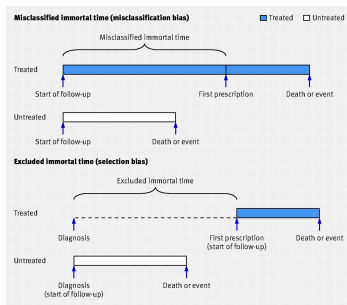 Misclassified immortal time (misclassification bias)
Treated
Untreated
Misclassified immortal time
Treated
Start of follow-up
First prescription
Death or event
Untreated
Start of follow-up
Death or event
Excluded immortal time (selection bias)
Excluded immortal time
Treated
Diagnosis
First prescription
(start of follow-up)
Death or event
Untreated
Diagnosis
(start of follow-up)
Death or event